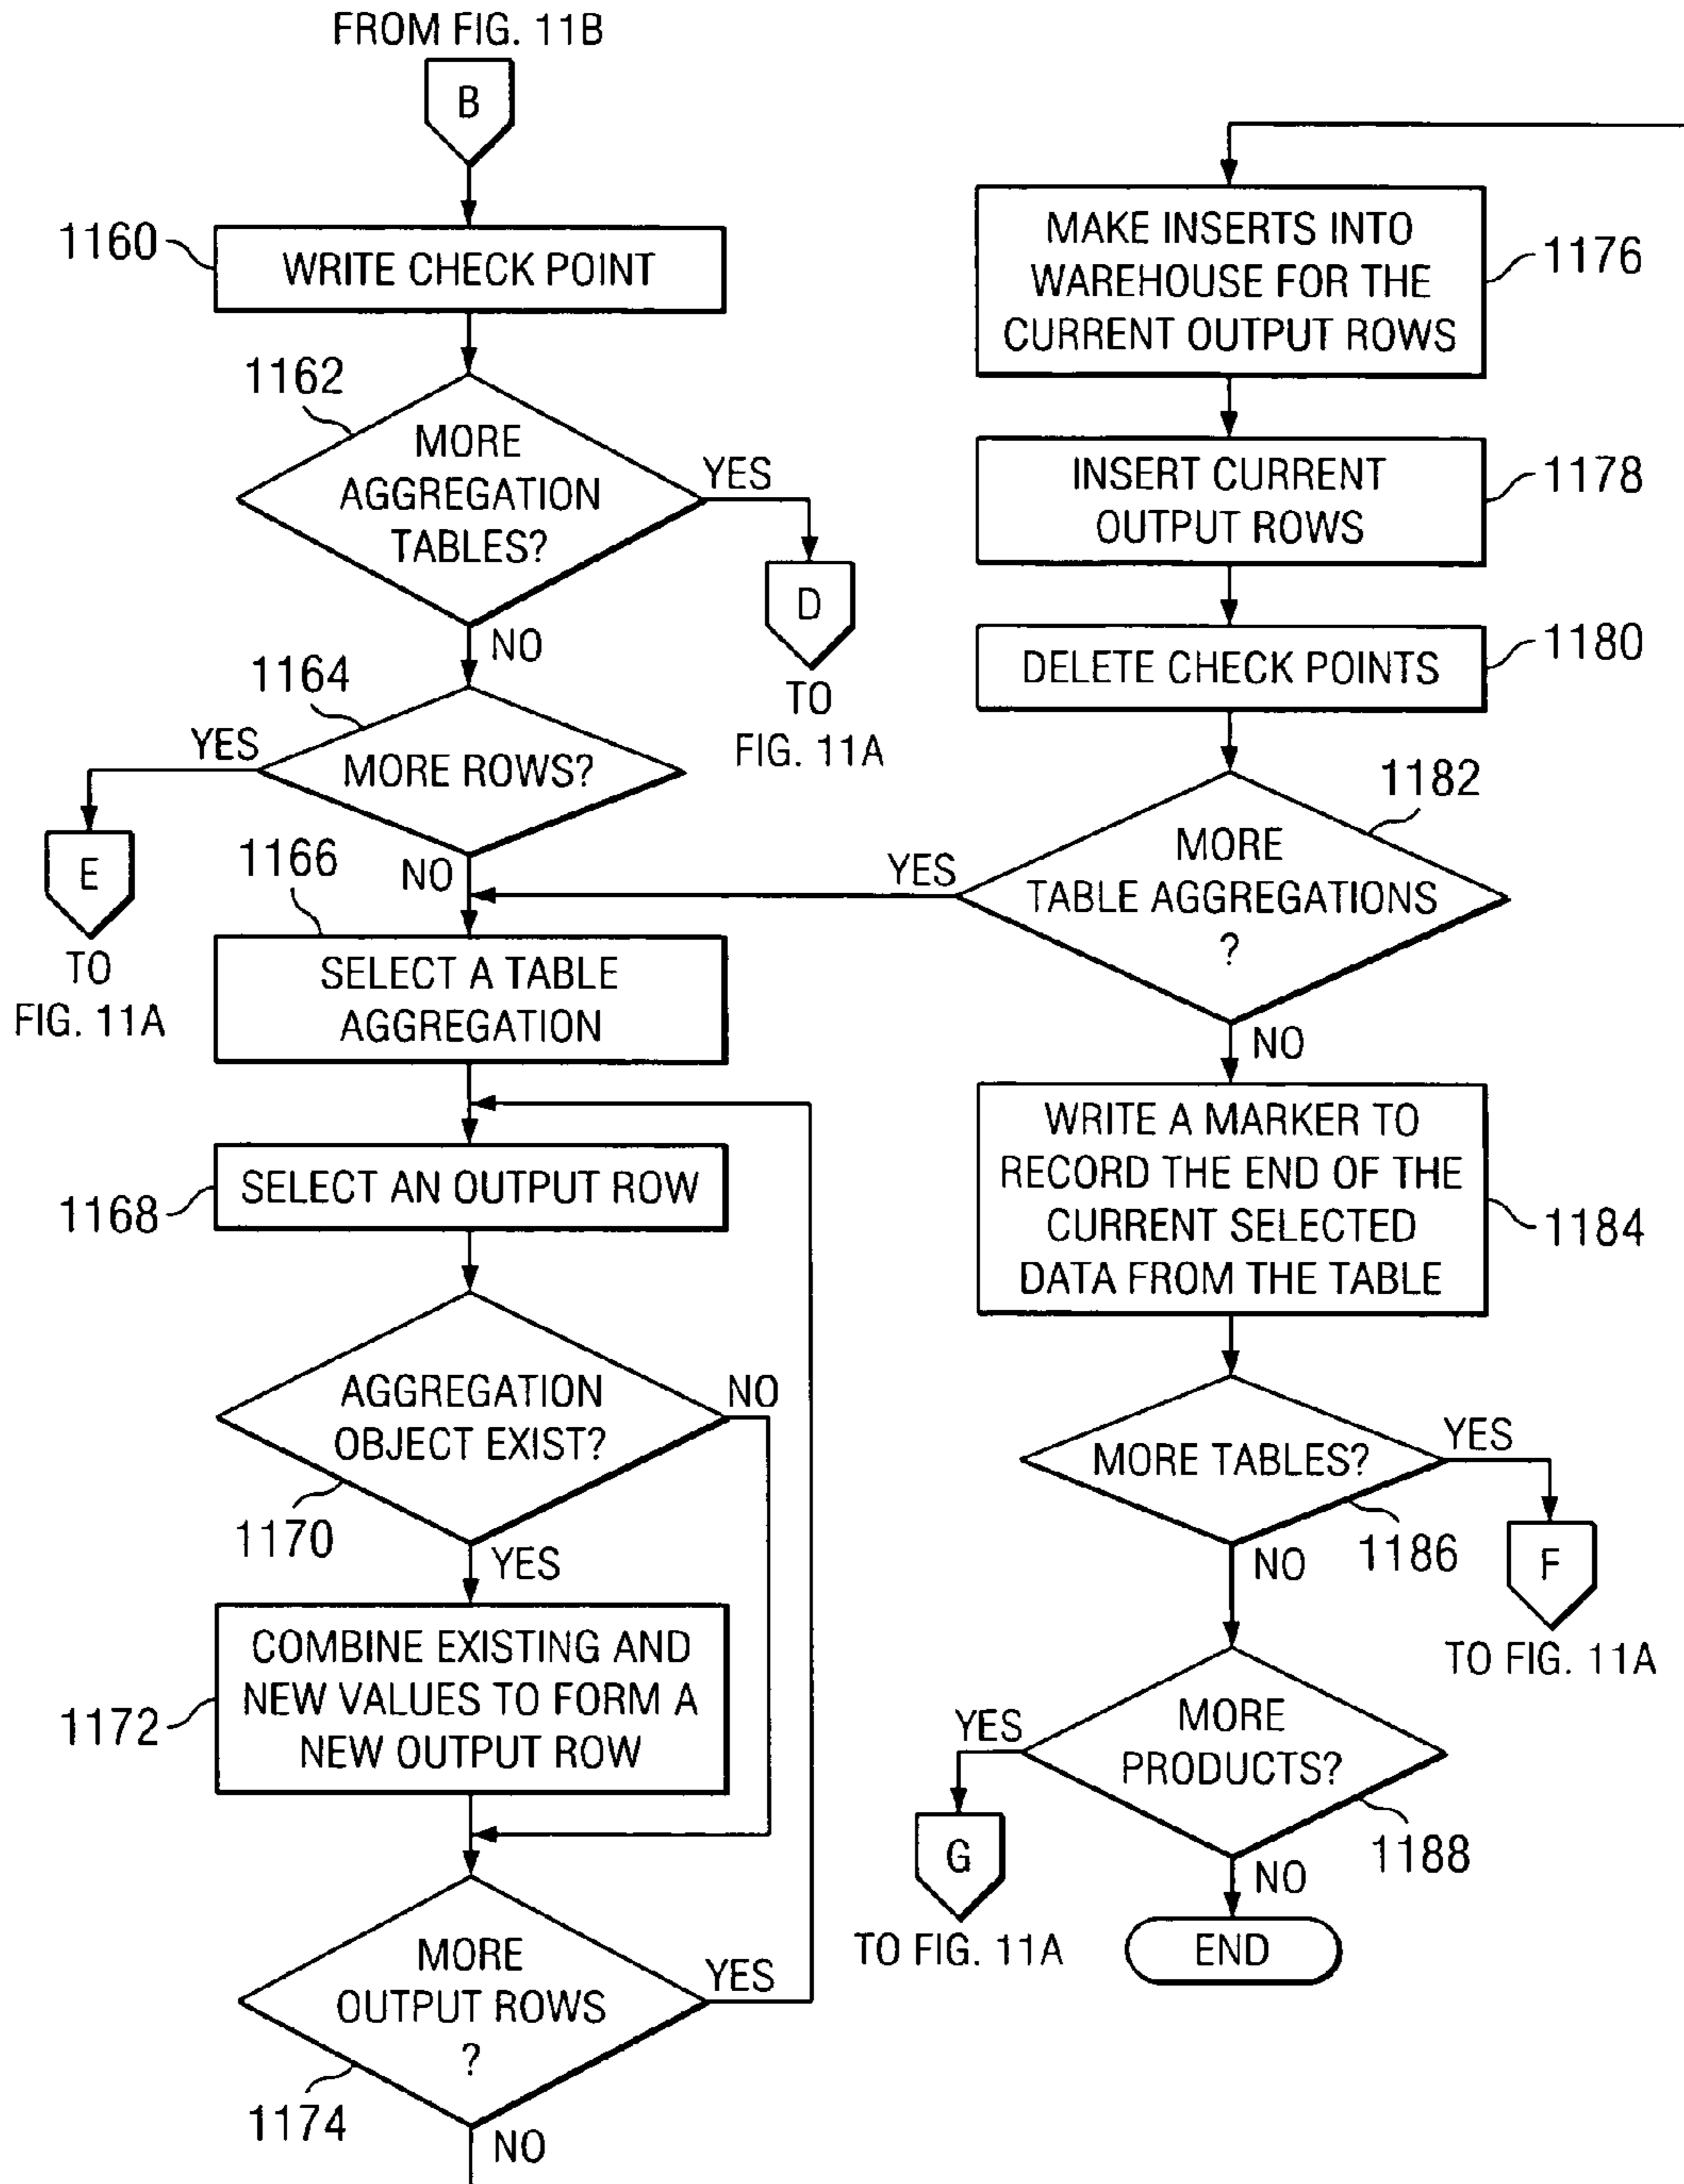 FROM FIG. 11B
B
1160
WRITE CHECK POINT
1162
MORE
AGGREGATION
TABLES?
YES
D
TO
FIG. 11A
NO
1164
MORE ROWS?
YES
E
TO
FIG. 11A
NO
1166
SELECT A TABLE
AGGREGATION
1168
SELECT AN OUTPUT ROW
AGGREGATION
OBJECT EXIST?
NO
1170
YES
1172
COMBINE EXISTING AND
NEW VALUES TO FORM A
NEW OUTPUT ROW
MORE
OUTPUT ROWS
?
YES
1174
NO
MAKE INSERTS INTO
WAREHOUSE FOR THE
CURRENT OUTPUT ROWS
1176
INSERT CURRENT
OUTPUT ROWS
1178
DELETE CHECK POINTS
1180
1182
MORE
TABLE AGGREGATIONS
?
YES
NO
WRITE A MARKER TO
RECORD THE END OF THE
CURRENT SELECTED
DATA FROM THE TABLE
1184
MORE TABLES?
YES
1186
F
TO FIG. 11A
NO
MORE
PRODUCTS?
YES
1188
G
TO FIG. 11A
NO
END